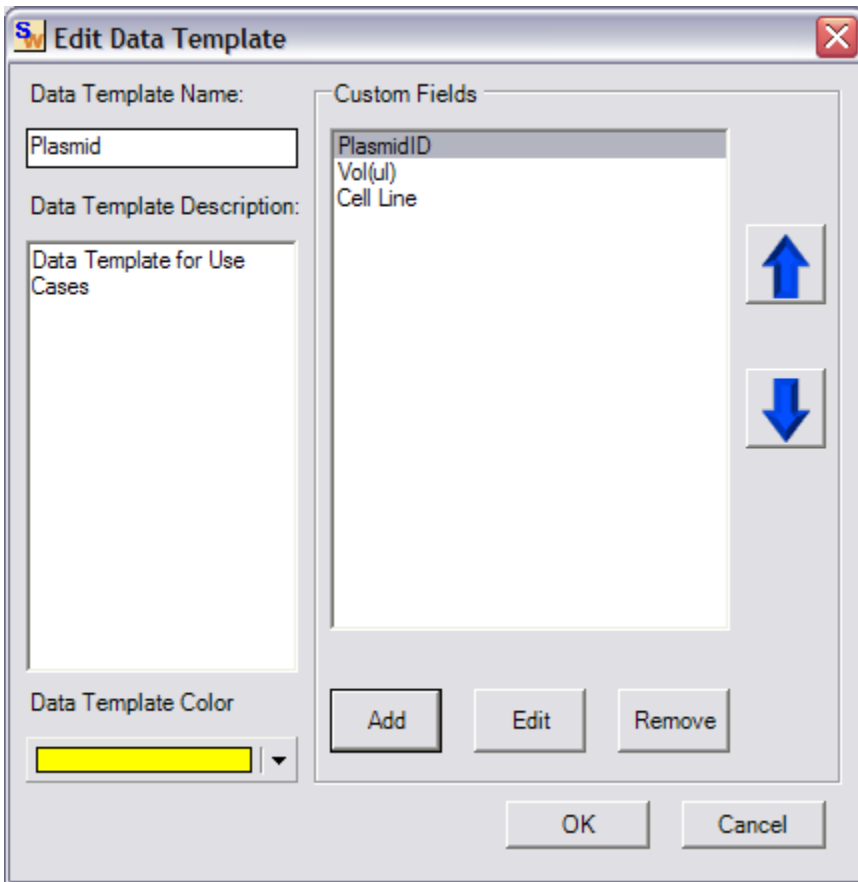 SW Edit Data Template
Data Template Name:
Plasmid
Data Template Description:
Data Template for Use
Cases
Data Template Color
Custom Fields
PlasmidID
Vol(ul)
Cell Line
Add Edit Remove
OK Cancel